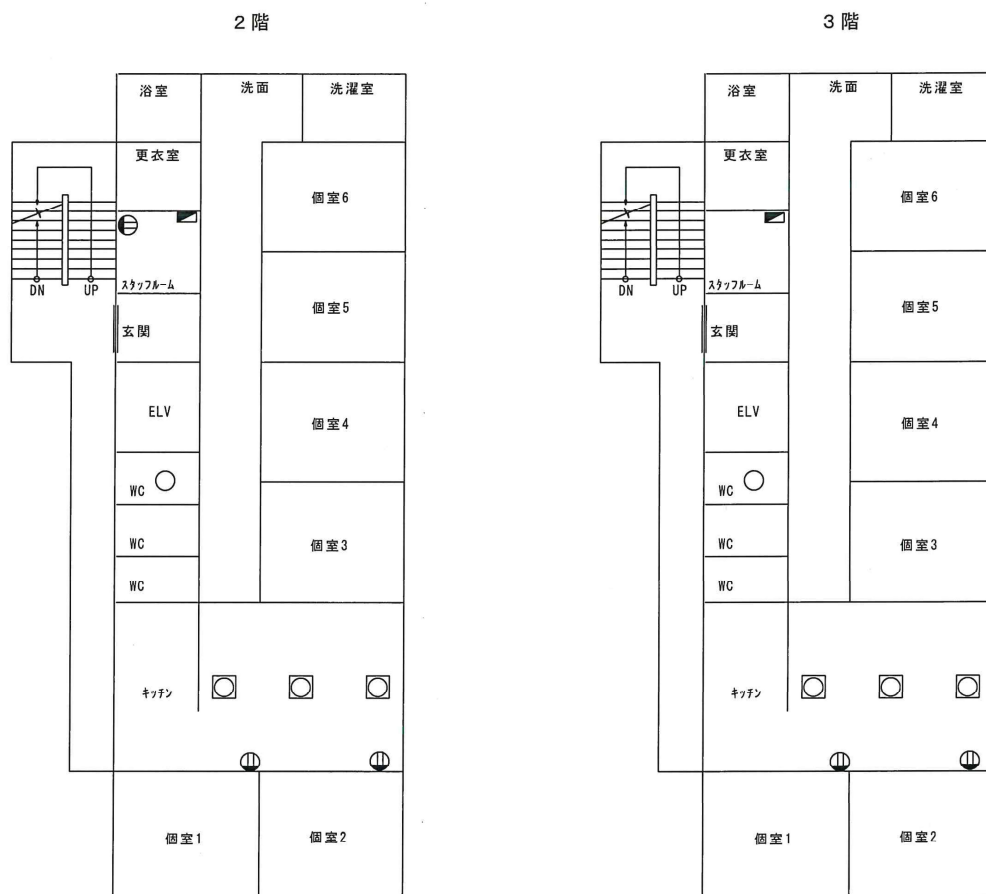 2階
浴室
洗面
洗濯室
更衣室
個室6
DN
UP
スタッフルーム
個室5
玄関
ELV
個室4
WC
WC
個室3
WC
キッチン
個室1
個室2
3階
浴室
洗面
洗濯室
更衣室
個室6
DN
UP
スタッフルーム
個室5
玄関
ELV
個室4
WC
WC
個室3
WC
キッチン
個室1
個室2